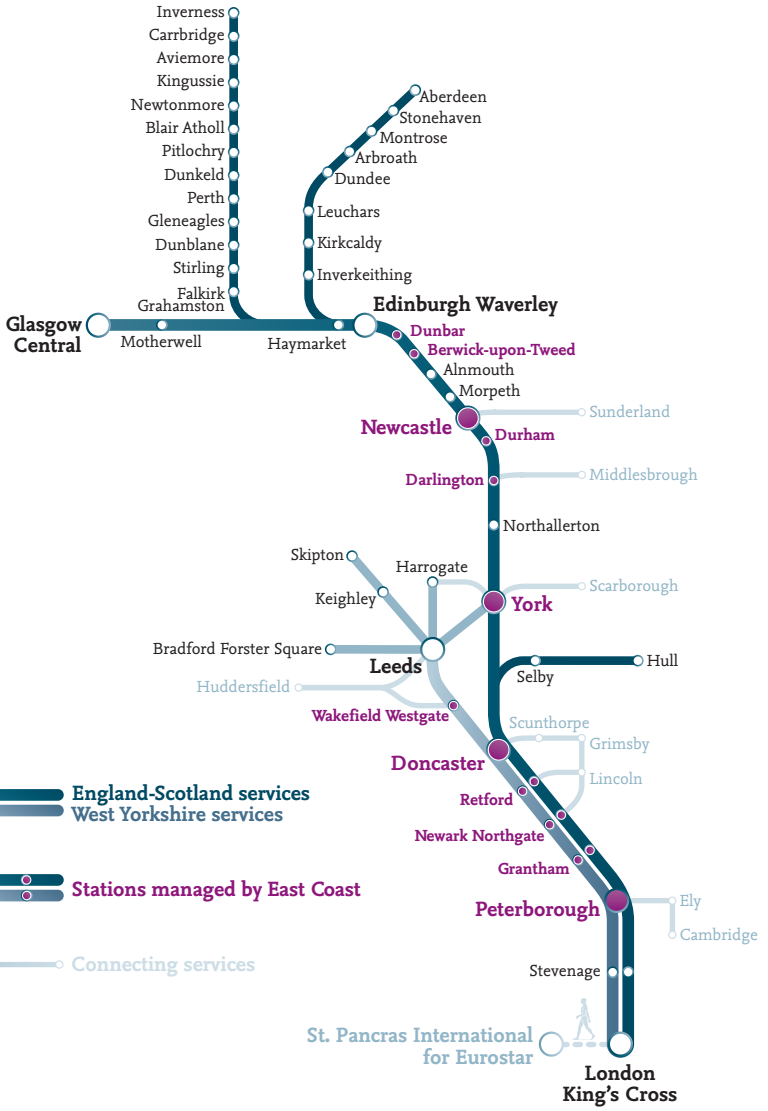 Inverness
Carrbridge
Aviemore
Kingussie
Newtonmore
Blair Atholl
Pitlochry
Dunkeld
Perth
Gleneagles
Dunblane
Stirling
Falkirk
Grahamston
Aberdeen
Stonehaven
Montrose
Arbroath
Dundee
Leuchars
Kirkcaldy
Inverkeithing
Edinburgh Waverley
Glasgow
Central
Motherwell
Haymarket
Dunbar
Berwick-upon-Tweed
Alnmouth
Morpeth
Newcastle
Sunderland
Durham
Darlington
Middlesbrough
Northallerton
Skipton
Harrogate
Keighley
Scarborough
York
Bradford Forster Square
Leeds
Hull
Selby
Huddersfield
Wakefield Westgate
Scunthorpe
Grimsby
Doncaster
Lincoln
Retford
Newark Northgate
Grantham
Peterborough
Ely
Cambridge
Stevenage
St. Pancras International
for Eurostar
London
King's Cross
England-Scotland services
West Yorkshire services
Stations managed by East Coast
Connecting services